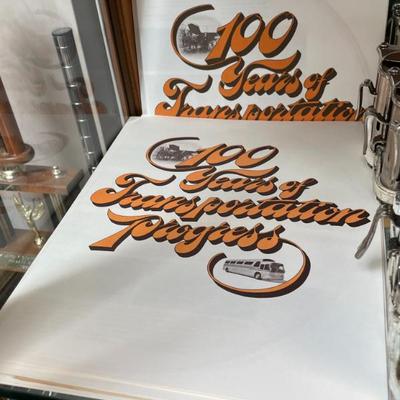 100
Years of
Transportation
100
Years of
Transportation
Progress